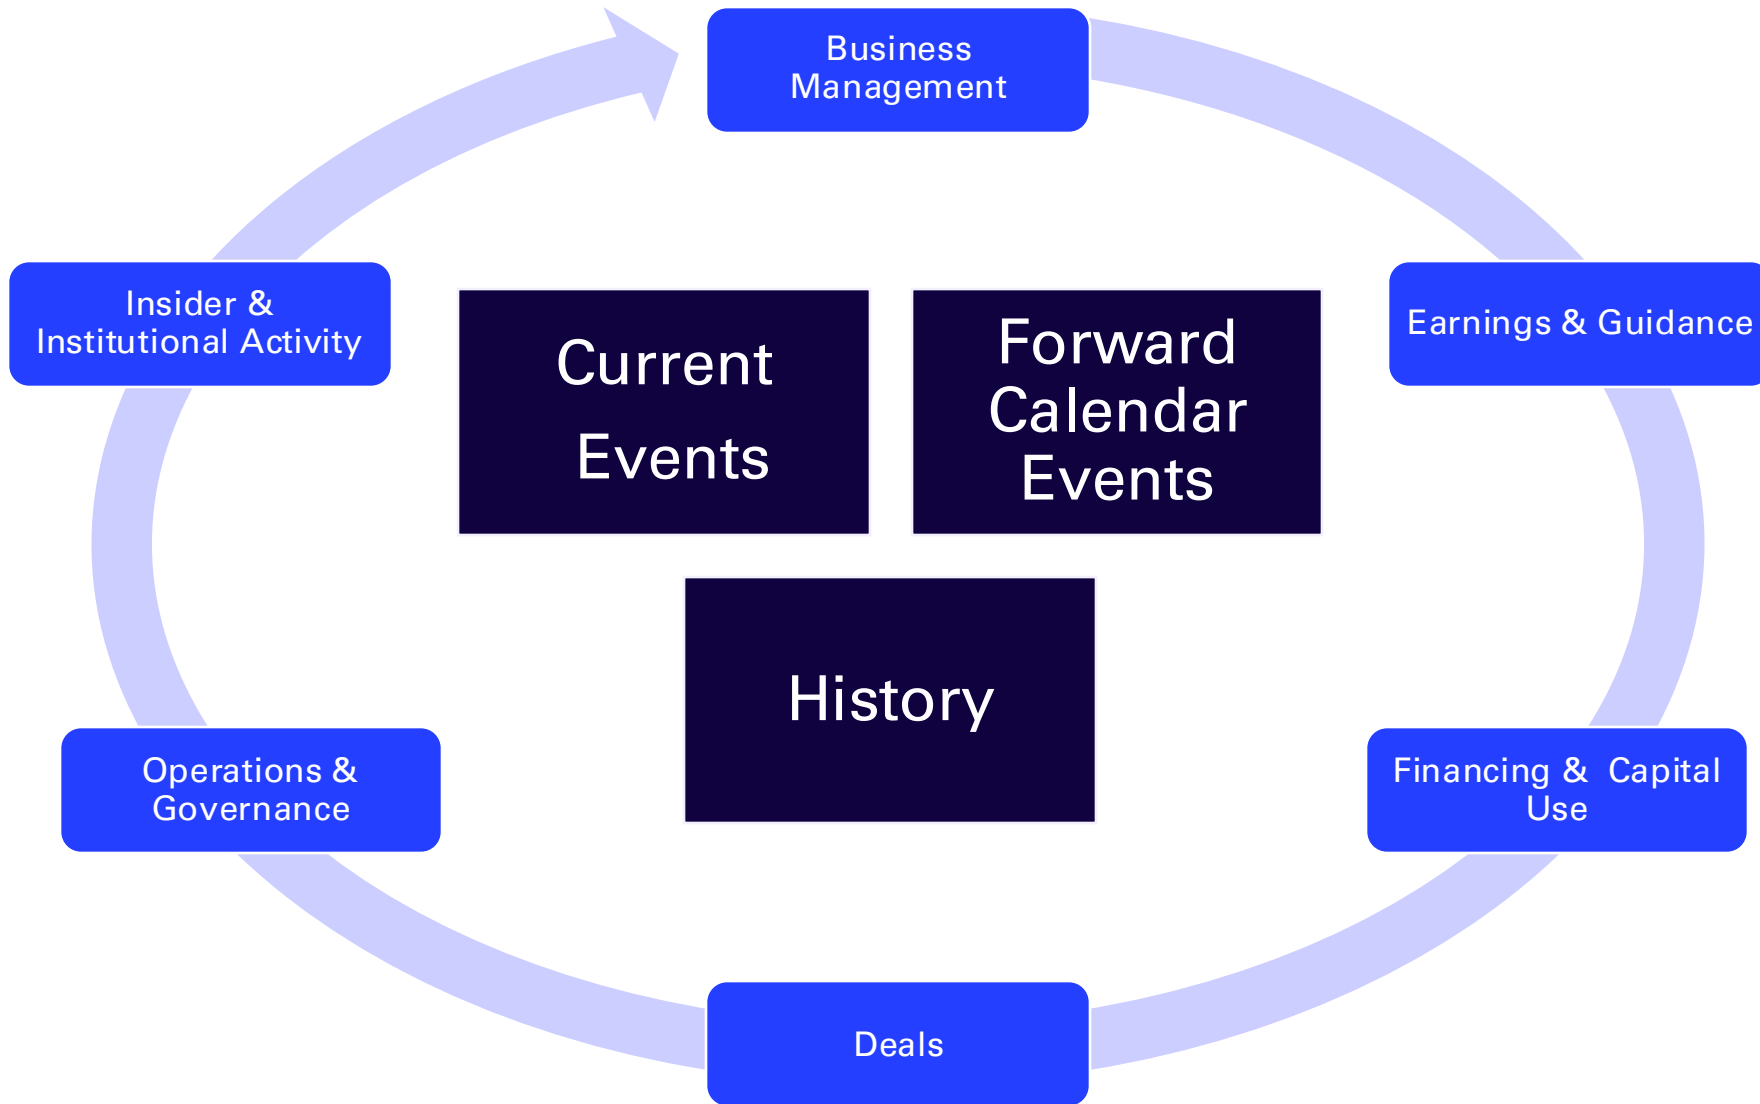 Business
Management
Insider &
Institutional Activity
Current
Events
Forward
Calendar
Events
Earnings & Guidance
History
Operations &
Governance
Financing & Capital
Use
Deals